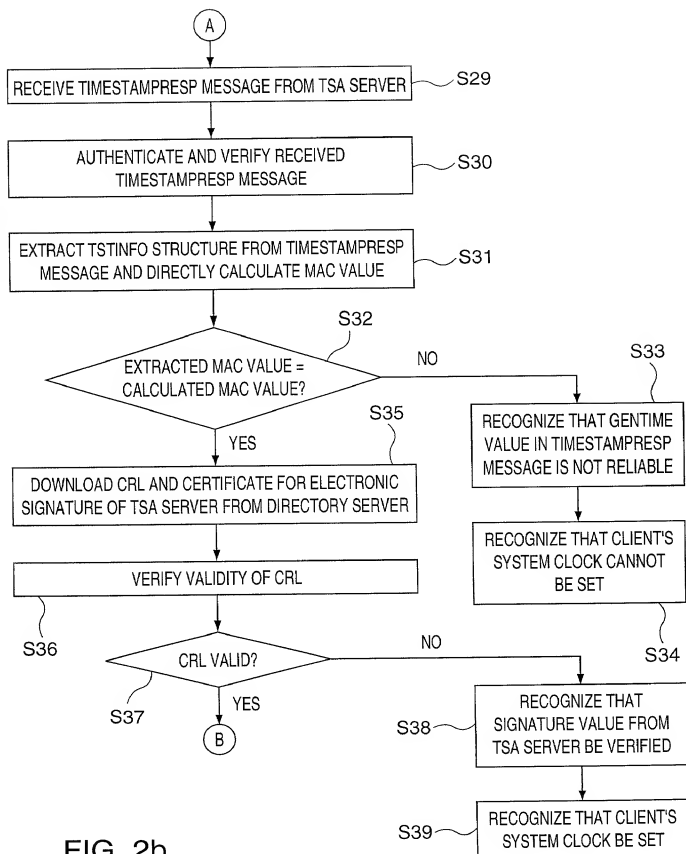 A
RECEIVE TIMESTAMPRESP MESSAGE FROM TSA SERVER
S29
AUTHENTICATE AND VERIFY RECEIVED
TIMESTAMPRESP MESSAGE
S30
EXTRACT TSTINFO STRUCTURE FROM TIMESTAMPRESP
MESSAGE AND DIRECTLY CALCULATE MAC VALUE
S31
S32
EXTRACTED MAC VALUE =
CALCULATED MAC VALUE?
NO
YES
S33
RECOGNIZE THAT GENTIME
VALUE IN TIMESTAMPRESP
MESSAGE IS NOT RELIABLE
RECOGNIZE THAT CLIENT'S
SYSTEM CLOCK CANNOT
BE SET
S34
S35
DOWNLOAD CRL AND CERTIFICATE FOR ELECTRONIC
SIGNATURE OF TSA SERVER FROM DIRECTORY SERVER
VERIFY VALIDITY OF CRL
S36
CRL VALID?
S37
NO
YES
B
RECOGNIZE THAT
SIGNATURE VALUE FROM
TSA SERVER BE VERIFIED
S38
RECOGNIZE THAT CLIENT'S
SYSTEM CLOCK BE SET
S39
FIG. 2b